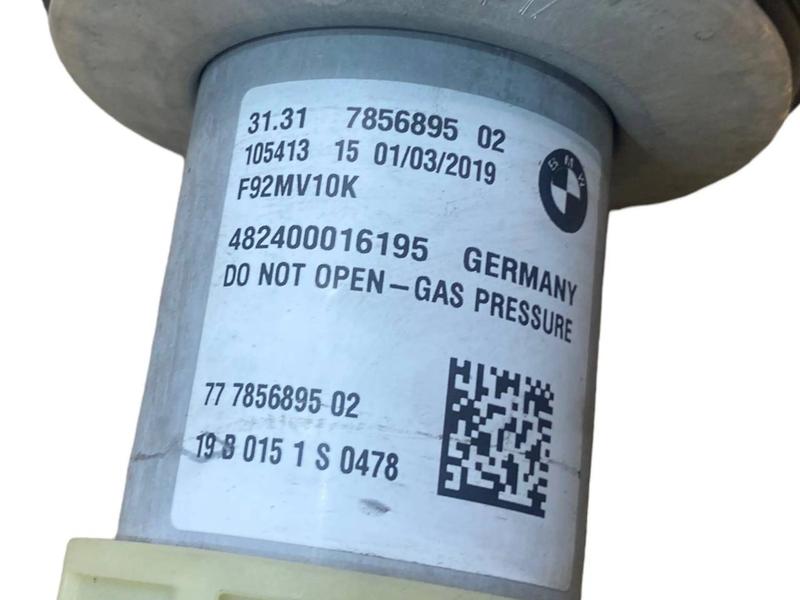 31.31 7856895 02
105413 15 01/03/2019
F92MV10K
BMW
482400016195 GERMANY
DO NOT OPEN-GAS PRESSURE
77 7856895 02
19 B 015 1 S 0478